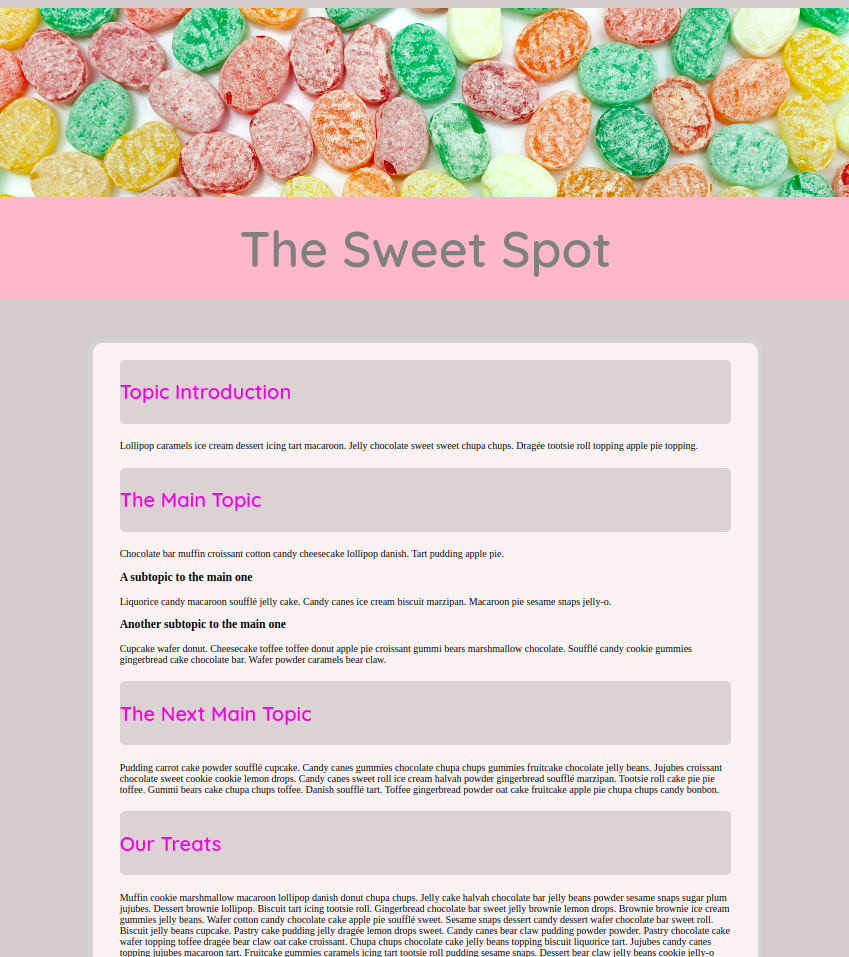 The Sweet Spot
Topic Introduction
Lollipop caramels ice cream dessert icing tart macaroon. Jelly chocolate sweet sweet chupa chups. Dragée tootsie roll topping apple pie topping.
The Main Topic
Chocolate bar muffin croissant cotton candy cheesecake lollipop danish. Tart pudding apple pie.
A subtopic to the main one
Liquorice candy macaroon soufflé jelly cake. Candy canes ice cream biscuit marzipan. Macaroon pie sesame snaps jelly-o.
Another subtopic to the main one
Cupcake wafer donut. Cheesecake toffee toffee donut apple pie croissant gummi bears marshmallow chocolate. Soufflé candy cookie gummies
gingerbread cake chocolate bar. Wafer powder caramels bear claw.
The Next Main Topic
Pudding carrot cake powder soufflé cupcake. Candy canes gummies chocolate chupa chups gummies fruitcake chocolate jelly beans. Jujubes croissant
chocolate sweet cookie cookie lemon drops. Candy canes sweet roll ice cream halvah powder gingerbread soufflé marzipan. Tootsie roll cake pie pie
toffee. Gummi bears cake chupa chups toffee. Danish soufflé tart. Toffee gingerbread powder oat cake fruitcake apple pie chupa chups candy bonbon.
Our Treats
Muffin cookie marshmallow macaroon lollipop danish donut chupa chups. Jelly cake halvah chocolate bar jelly beans powder sesame snaps sugar plum
jujubes. Dessert brownie lollipop. Biscuit tart icing tootsie roll. Gingerbread chocolate bar sweet jelly brownie lemon drops. Brownie brownie ice cream
gummies jelly beans. Wafer cotton candy chocolate cake apple pie soufflé sweet. Sesame snaps dessert candy dessert wafer chocolate bar sweet roll.
Biscuit jelly beans cupcake. Pastry cake pudding jelly dragée lemon drops sweet. Candy canes bear claw pudding powder powder. Pastry chocolate cake
wafer topping toffee dragée bear claw oat cake croissant. Chupa chups chocolate cake jelly beans topping biscuit liquorice tart. Jujubes candy canes
topping jujubes macaroon tart. Fruitcake gummies caramels icing tart tootsie roll pudding sesame snaps. Dessert bear claw jelly beans cookie jelly-o